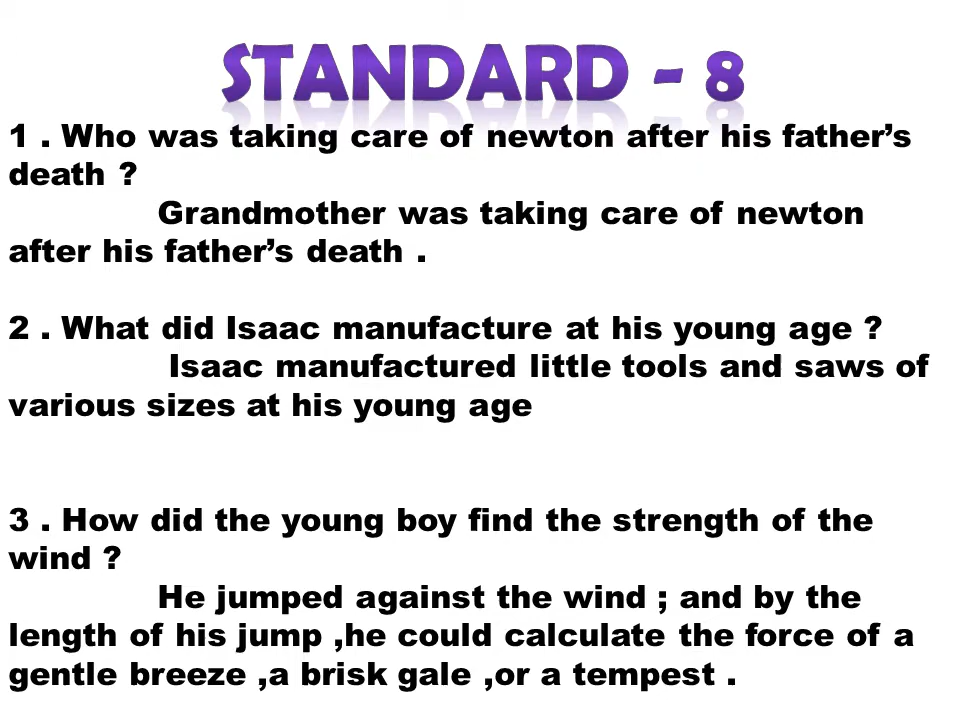 STANDARD - 8
1 . Who was taking care of newton after his father’s
death ?
Grandmother was taking care of newton
after his father’s death .
2 . What did Isaac manufacture at his young age ?
Isaac manufactured little tools and saws of
various sizes at his young age
3 . How did the young boy find the strength of the
wind ?
He jumped against the wind ; and by the
length of his jump ,he could calculate the force of a
gentle breeze ,a brisk gale ,or a tempest .